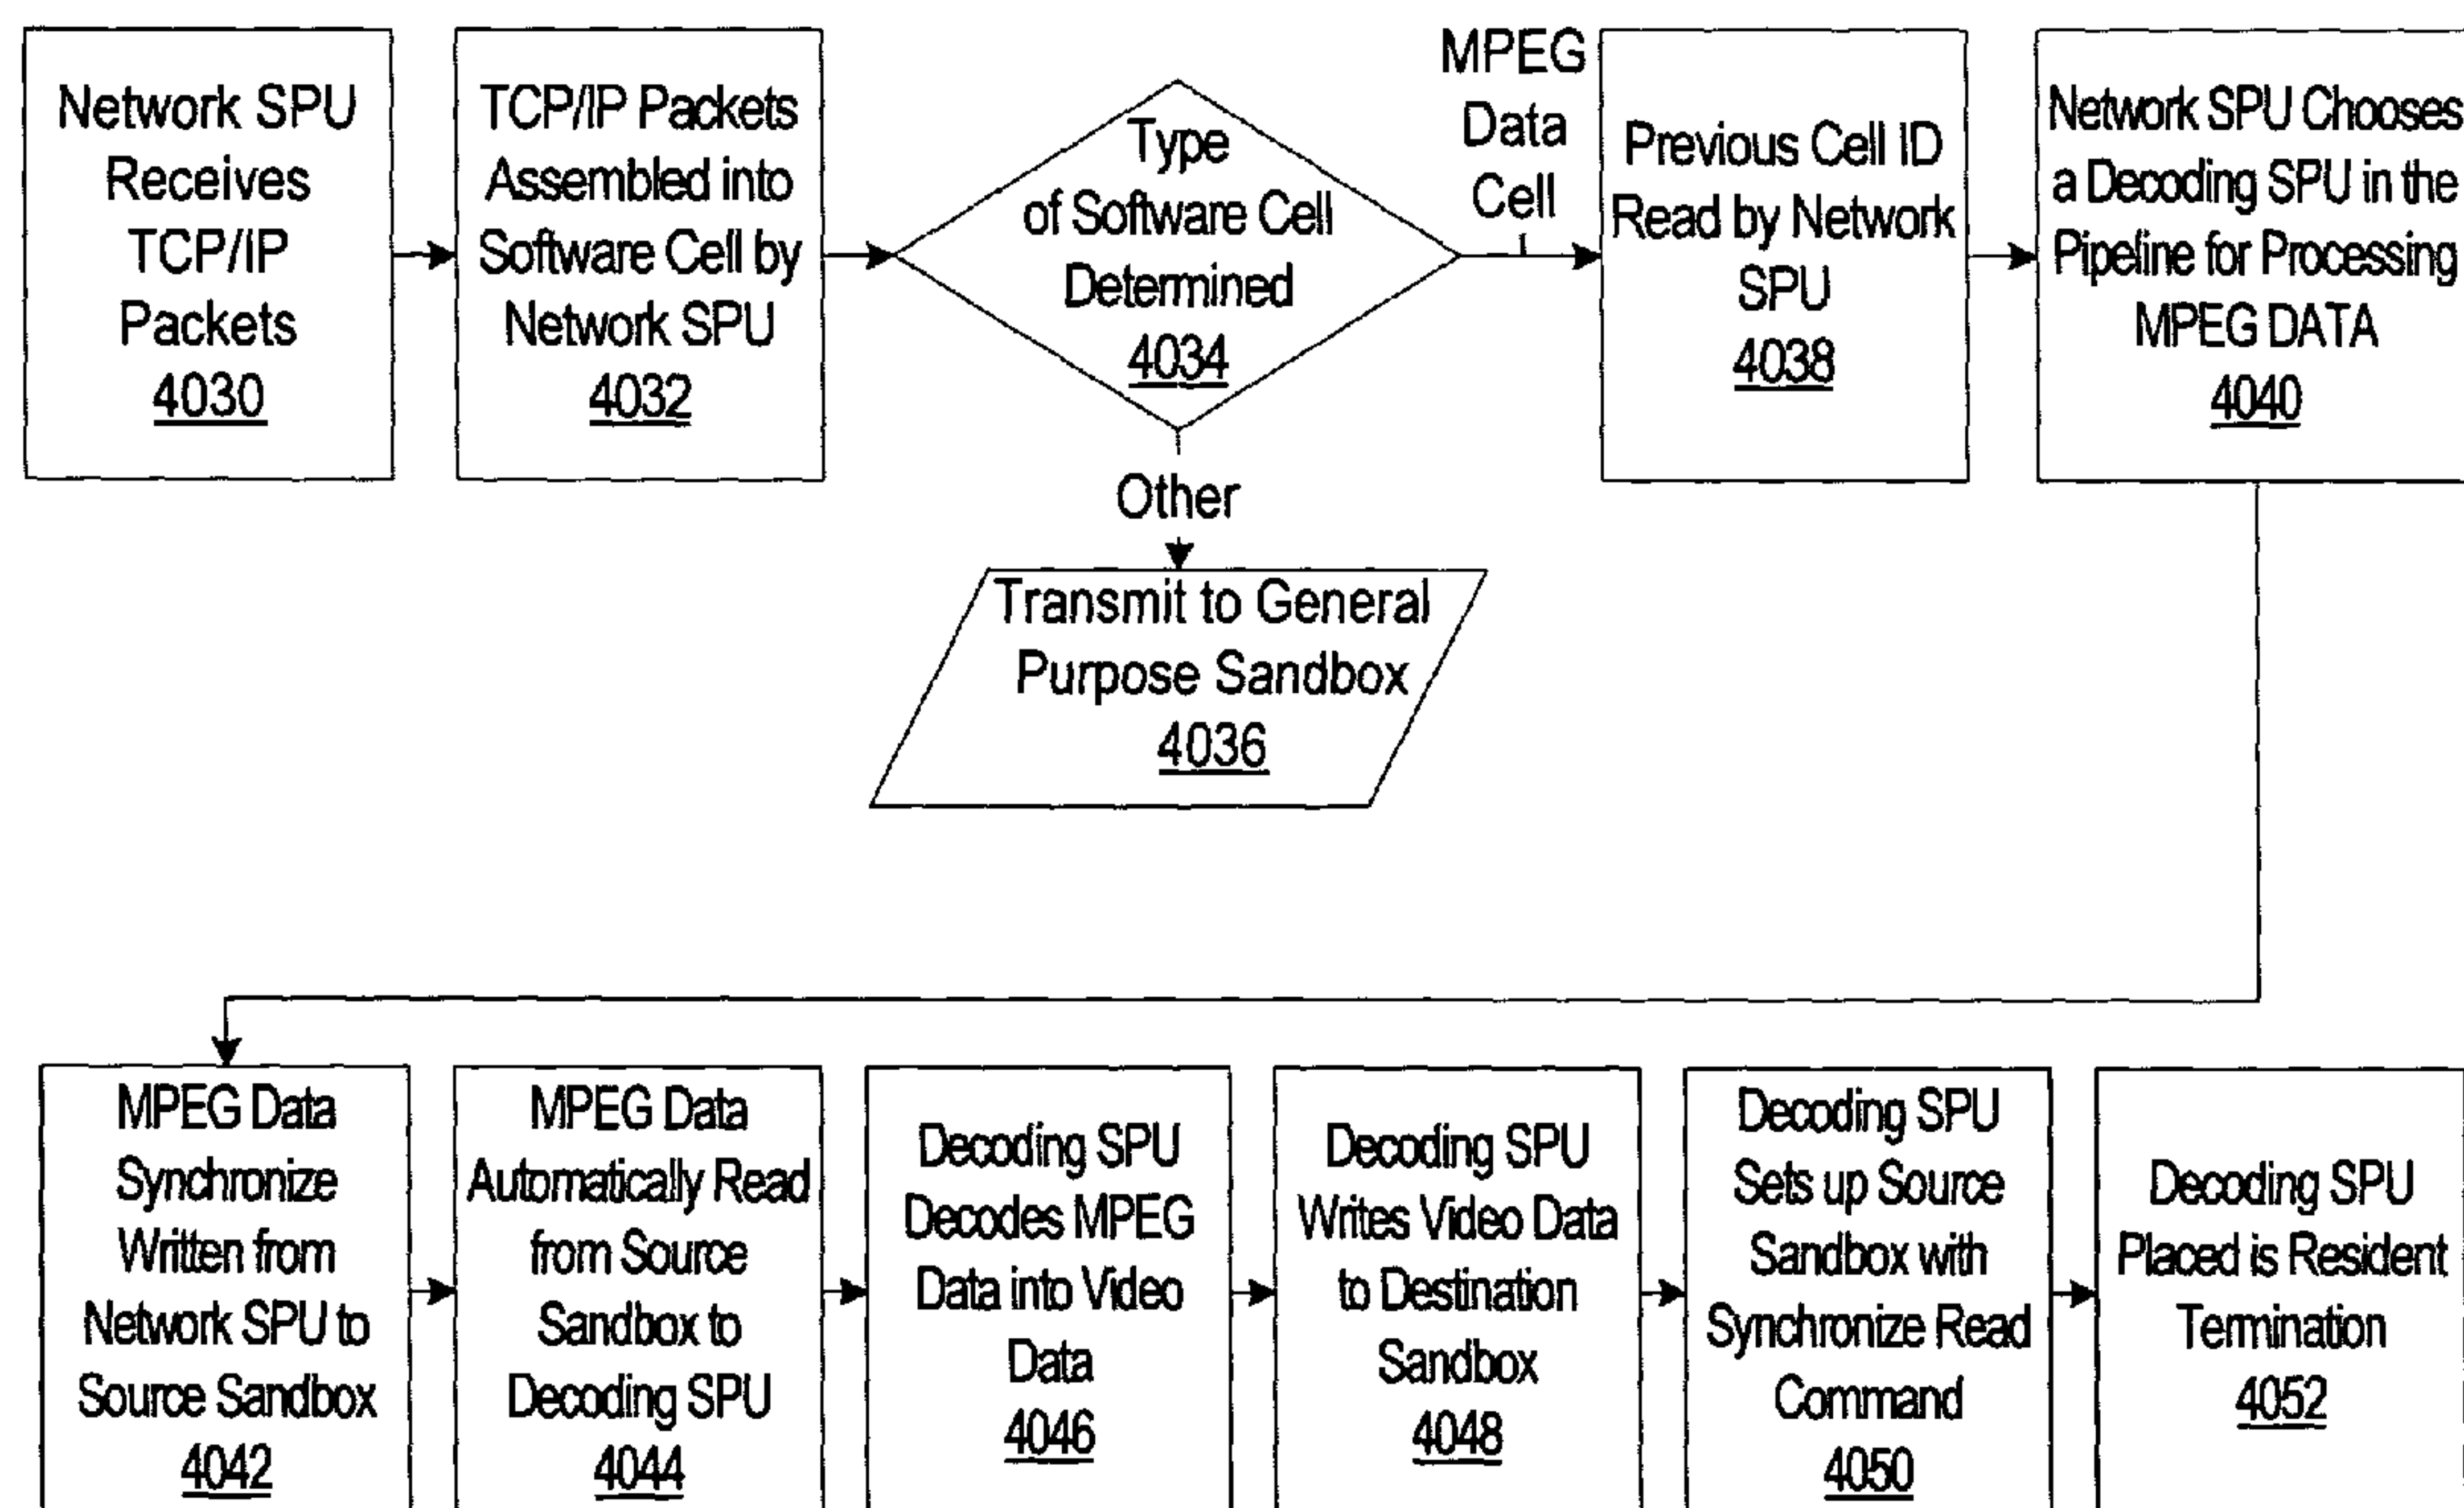 Network SPU
Receives
TCP/IP
Packets
4030
TCP/IP Packets
Assembled into
Software Cell by
Network SPU
4032
Type
of Software Cell
Determined
4034
MPEG
Data
Cell
Previous Cell ID
Read by Network
SPU
4038
Network SPU Chooses
a Decoding SPU in the
Pipeline for Processing
MPEG DATA
4040
Other
Transmit to General
Purpose Sandbox
4036
MPEG Data
Synchronize
Written from
Network SPU to
Source Sandbox
4042
MPEG Data
Automatically Read
from Source
Sandbox to
Decoding SPU
4044
Decoding SPU
Decodes MPEG
Data into Video
Data
4046
Decoding SPU
Writes Video Data
to Destination
Sandbox
4048
Decoding SPU
Sets up Source
Sandbox with
Synchronize Read
Command
4050
Decoding SPU
Placed is Resident
Termination
4052